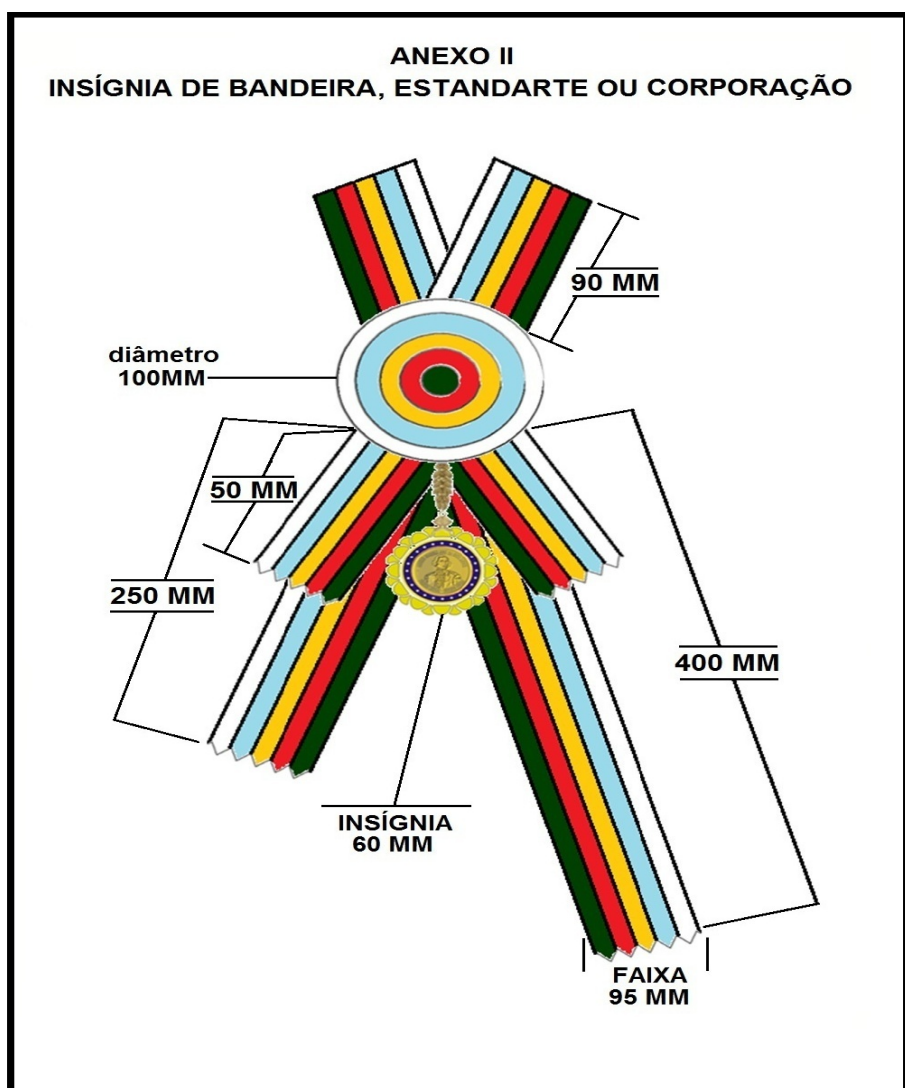 ANEXO II
INSÍGNIA DE BANDEIRA, ESTANDARTE OU CORPORAÇÃO
90 MM
diâmetro
100MM
50 MM
250 MM
400 MM
INSÍGNIA
60 MM
FAIXA
95 MM